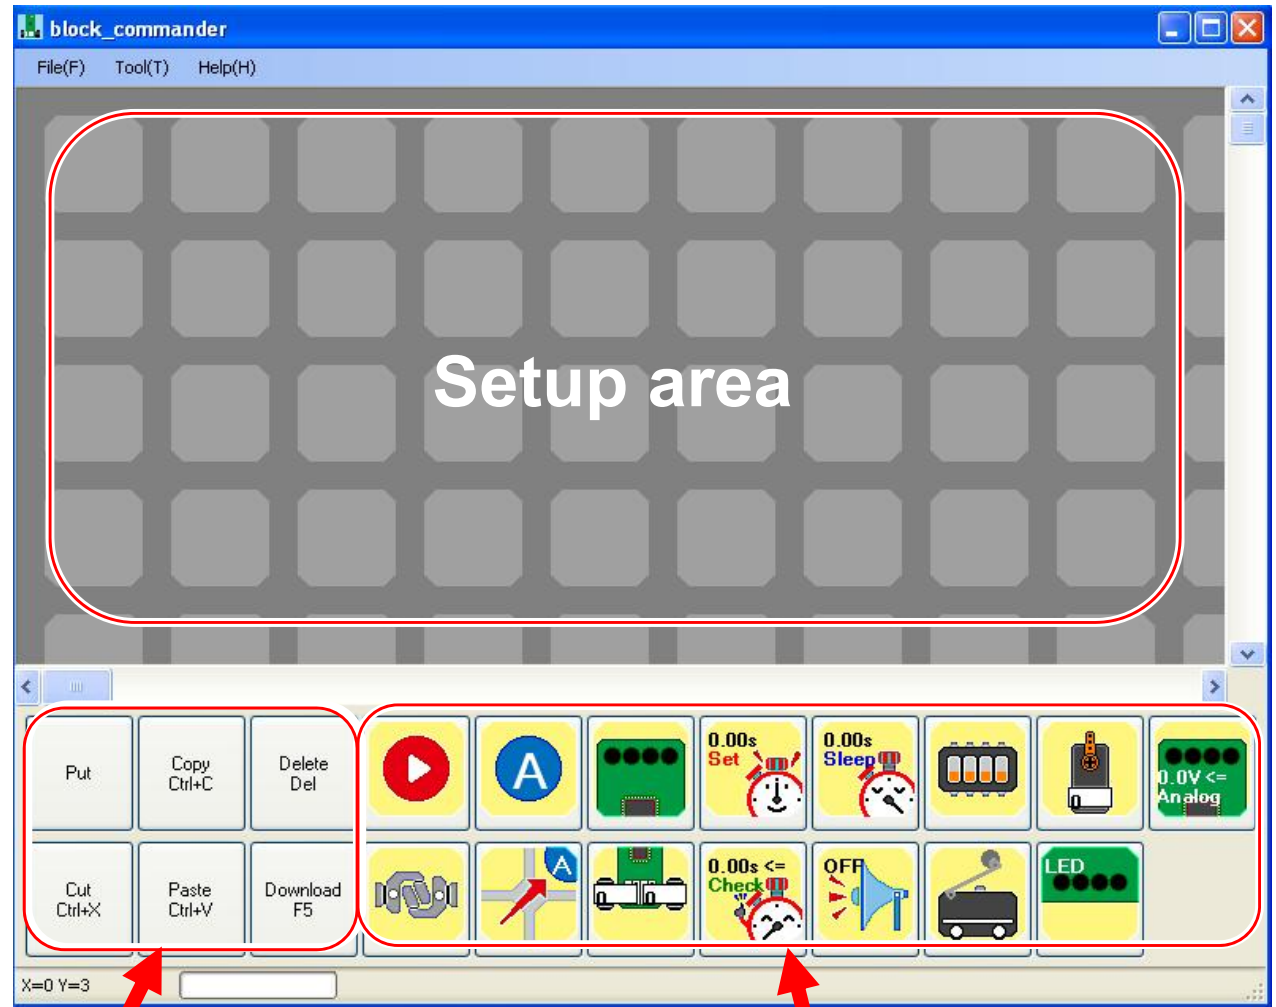 block_commander
File(F) Tool(T) Help(H)
Setup area
Put
Copy
Ctrl+C
Delete
Del
A
0.00s
Set
0.00s
Sleep
0.0V <=
Analog
Cut
Ctrl+X
Paste
Ctrl+V
Download
F5
A
0.00s <=
Check
OFF
LED
X=0 Y=3